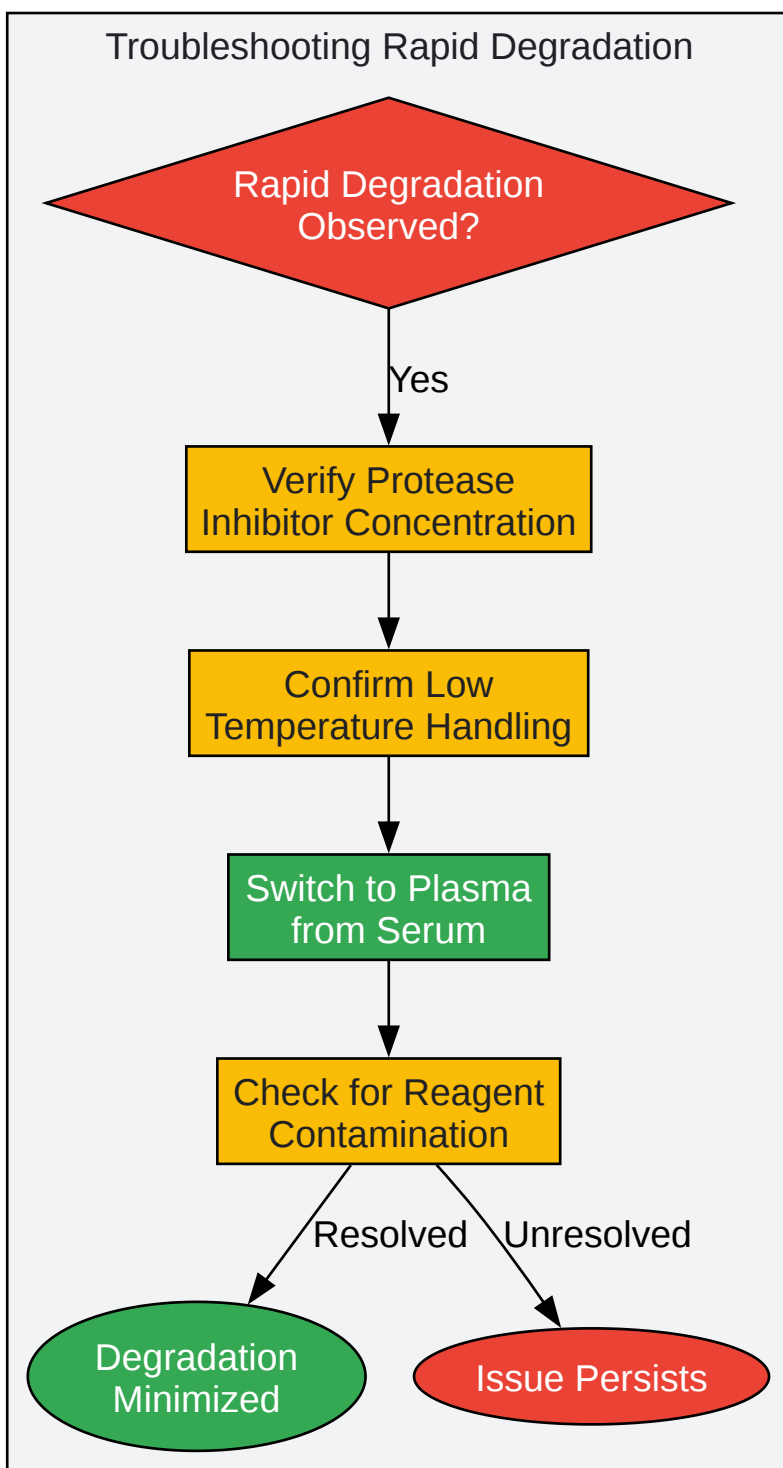 Troubleshooting Rapid Degradation
Rapid Degradation
Observed?
Yes
Verify Protease
Inhibitor Concentration
Confirm Low
Temperature Handling
Switch to Plasma
from Serum
Check for Reagent
Contamination
Resolved
Unresolved
Degradation
Minimized
Issue Persists